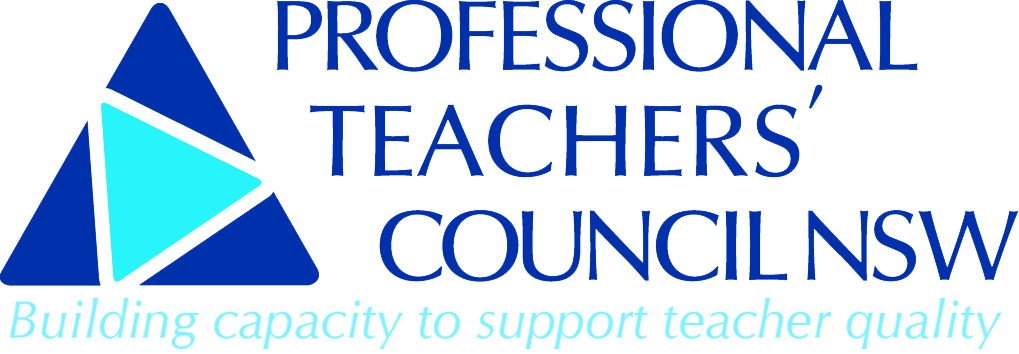 PROFESSIONAL
TEACHERS'
COUNCIL NSW
Building capacity to support teacher quality